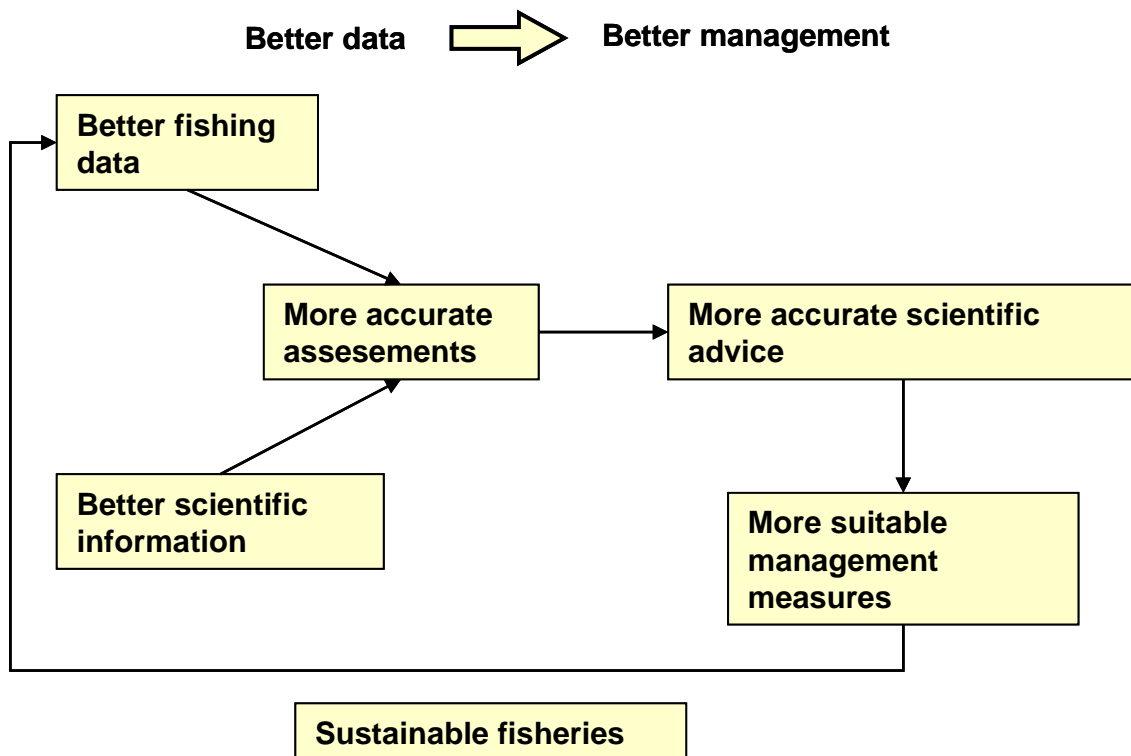 Better data
Better management
Better fishing
data
More accurate
assesements
More accurate scientific
advice
Better scientific
information
More suitable
management
measures
Sustainable fisheries